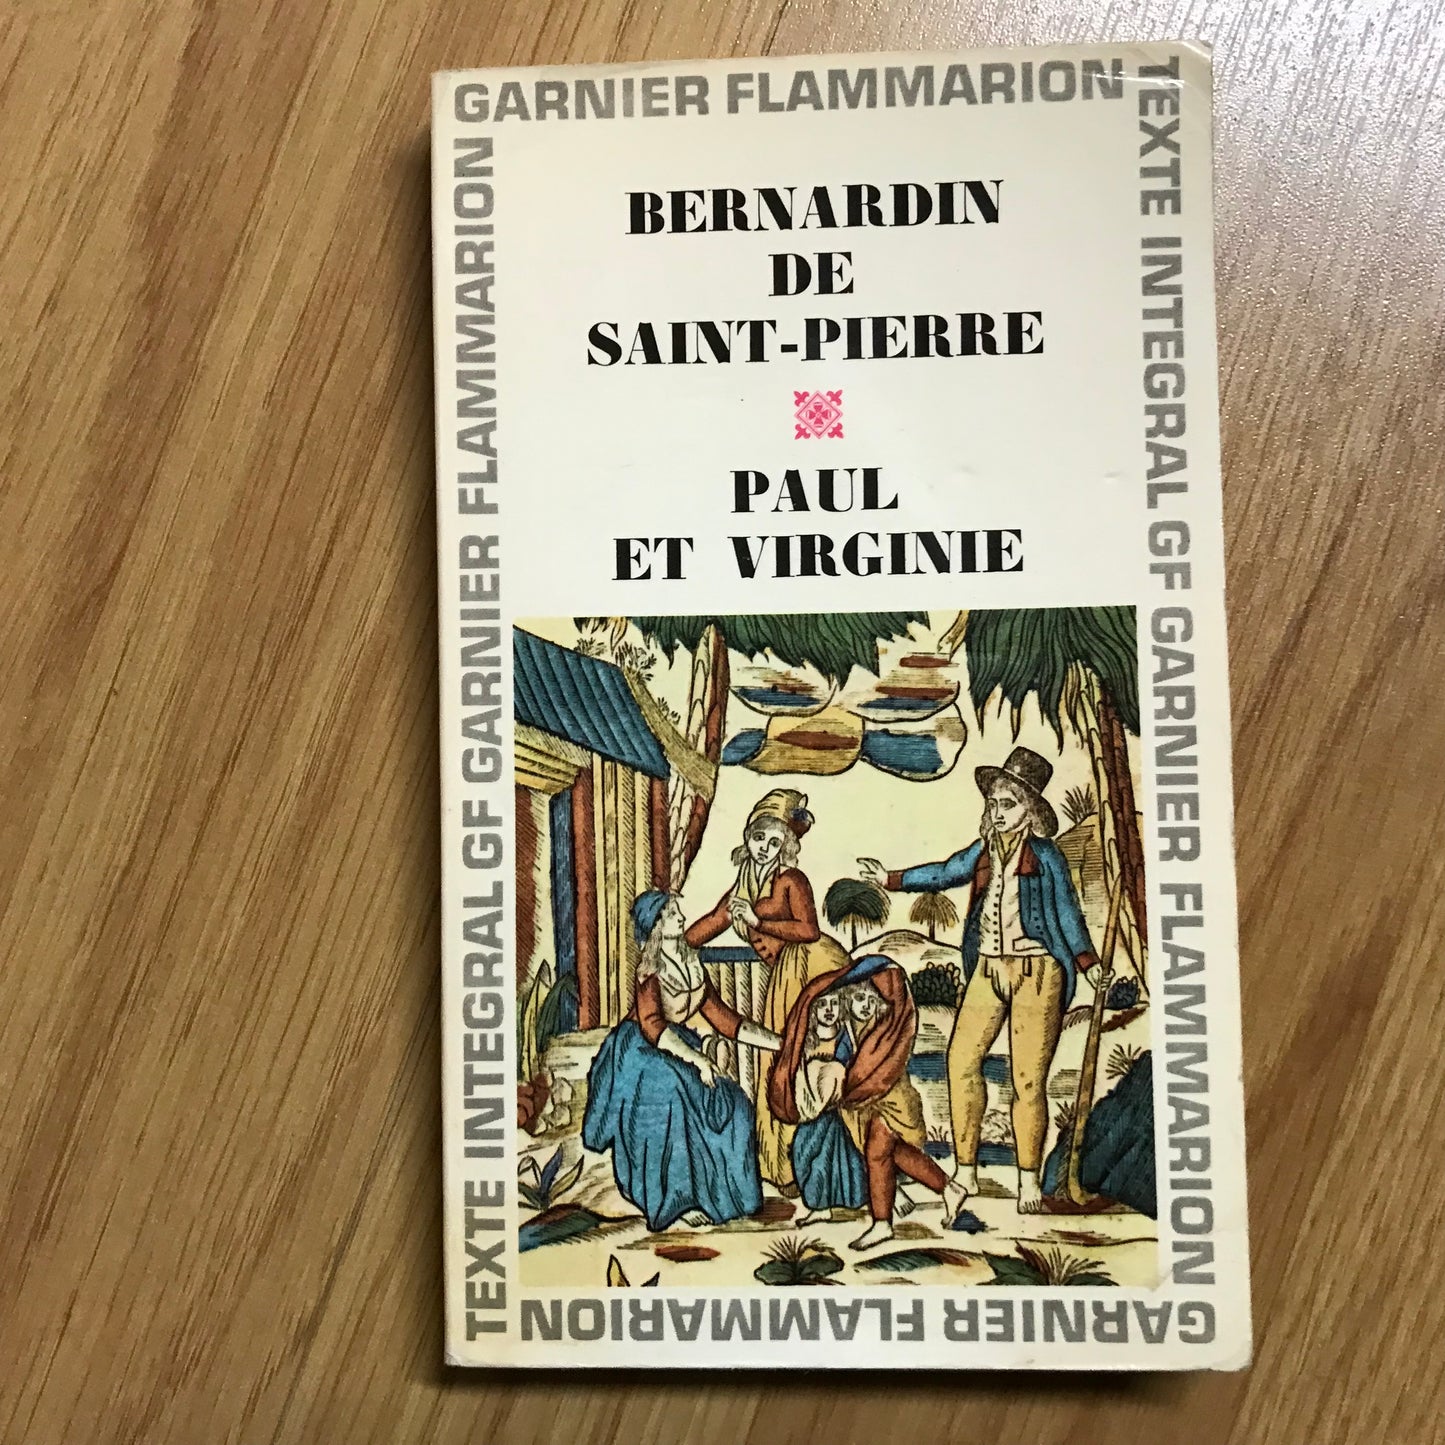 GARNIER FLAMMARION
TEXTE INTEGRAL GF GARNIER FLAMMARION
BERNARDIN
DE
SAINT-PIERRE
PAUL
ET VIRGINIE
TEXTE INTEGRAL GF GARNIER FLAMMARION
GARNIER FLAMMARION